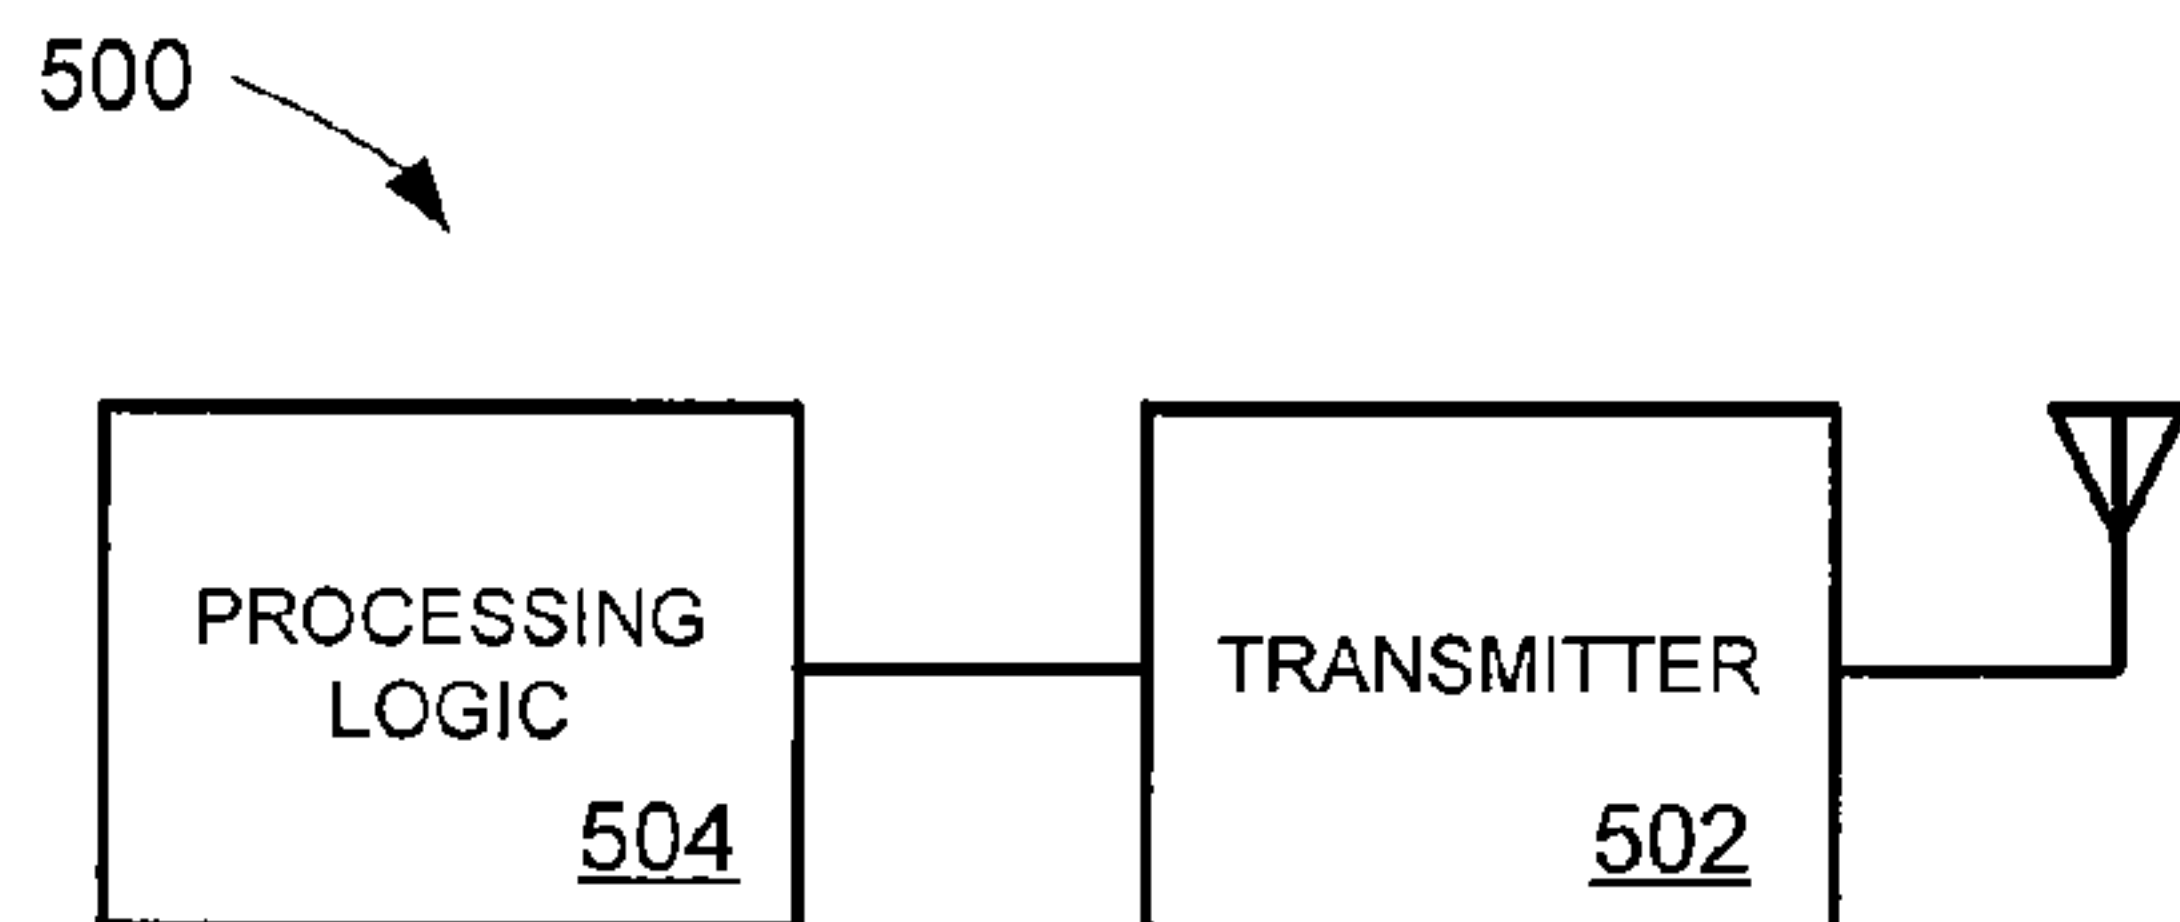 500
PROCESSING
LOGIC
504
TRANSMITTER
502